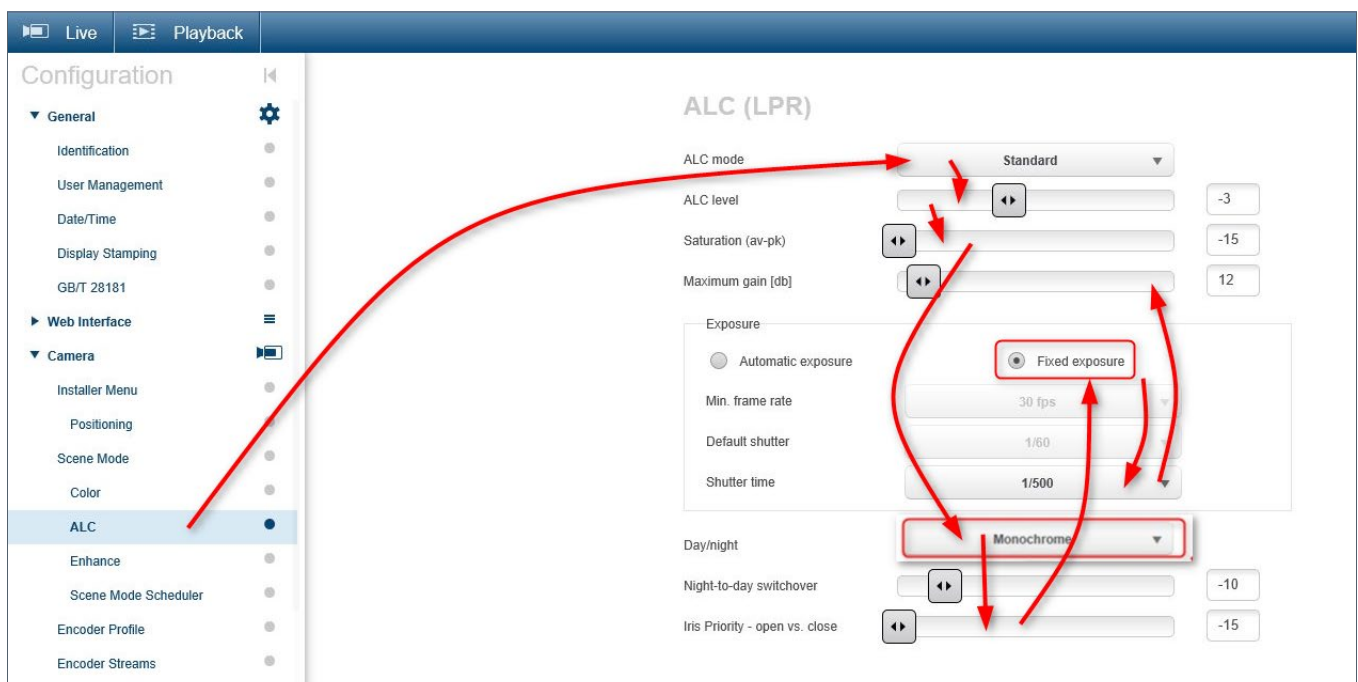 Live Playback
Configuration
General
Identification
User Management
Date/Time
Display Stamping
GB/T 28181
Web Interface
Camera
Installer Menu
Positioning
Scene Mode
Color
ALC
Enhance
Scene Mode Scheduler
Encoder Profile
Encoder Streams
ALC (LPR)
ALC mode Standard
ALC level -3
Saturation (av-pk) -15
Maximum gain [db] 12
Exposure
Automatic exposure Fixed exposure
Min. frame rate 30 fps
Default shutter 1/60
Shutter time 1/500
Day/night Monochrome
Night-to-day switchover -10
Iris Priority - open vs. close -15